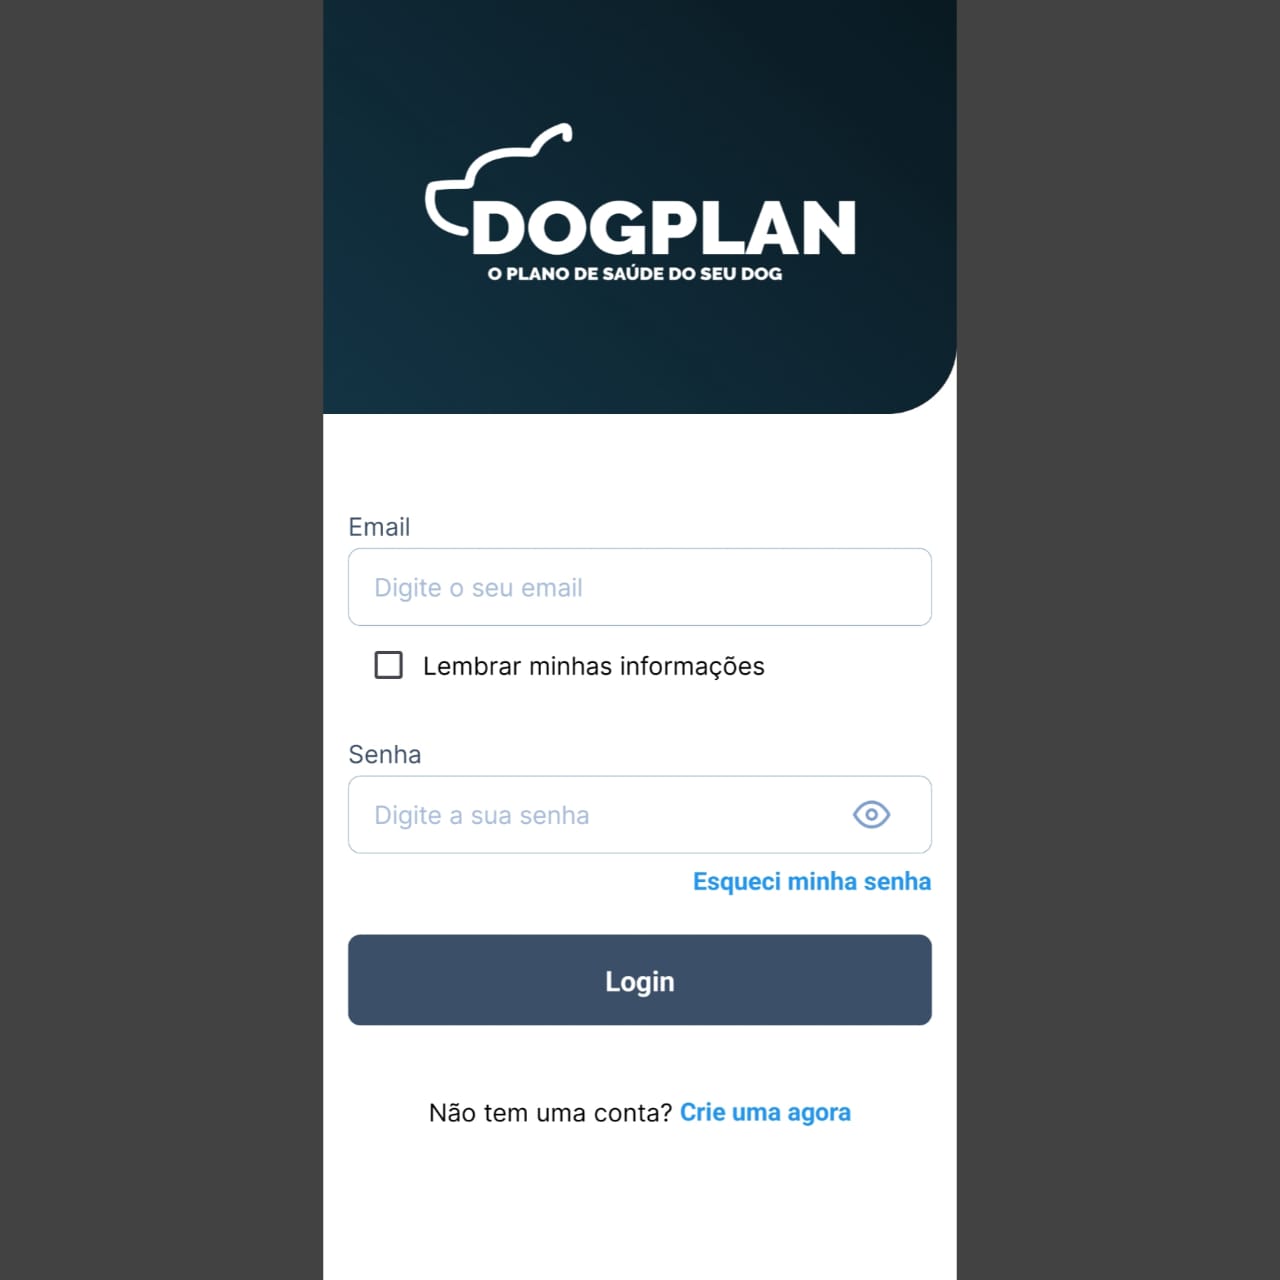 DOGPLAN
O PLANO DE SAÚDE DO SEU DOG
Email
Digite o seu email
Lembrar minhas informações
Senha
Digite a sua senha
Esqueci minha senha
Login
Não tem uma conta? Crie uma agora